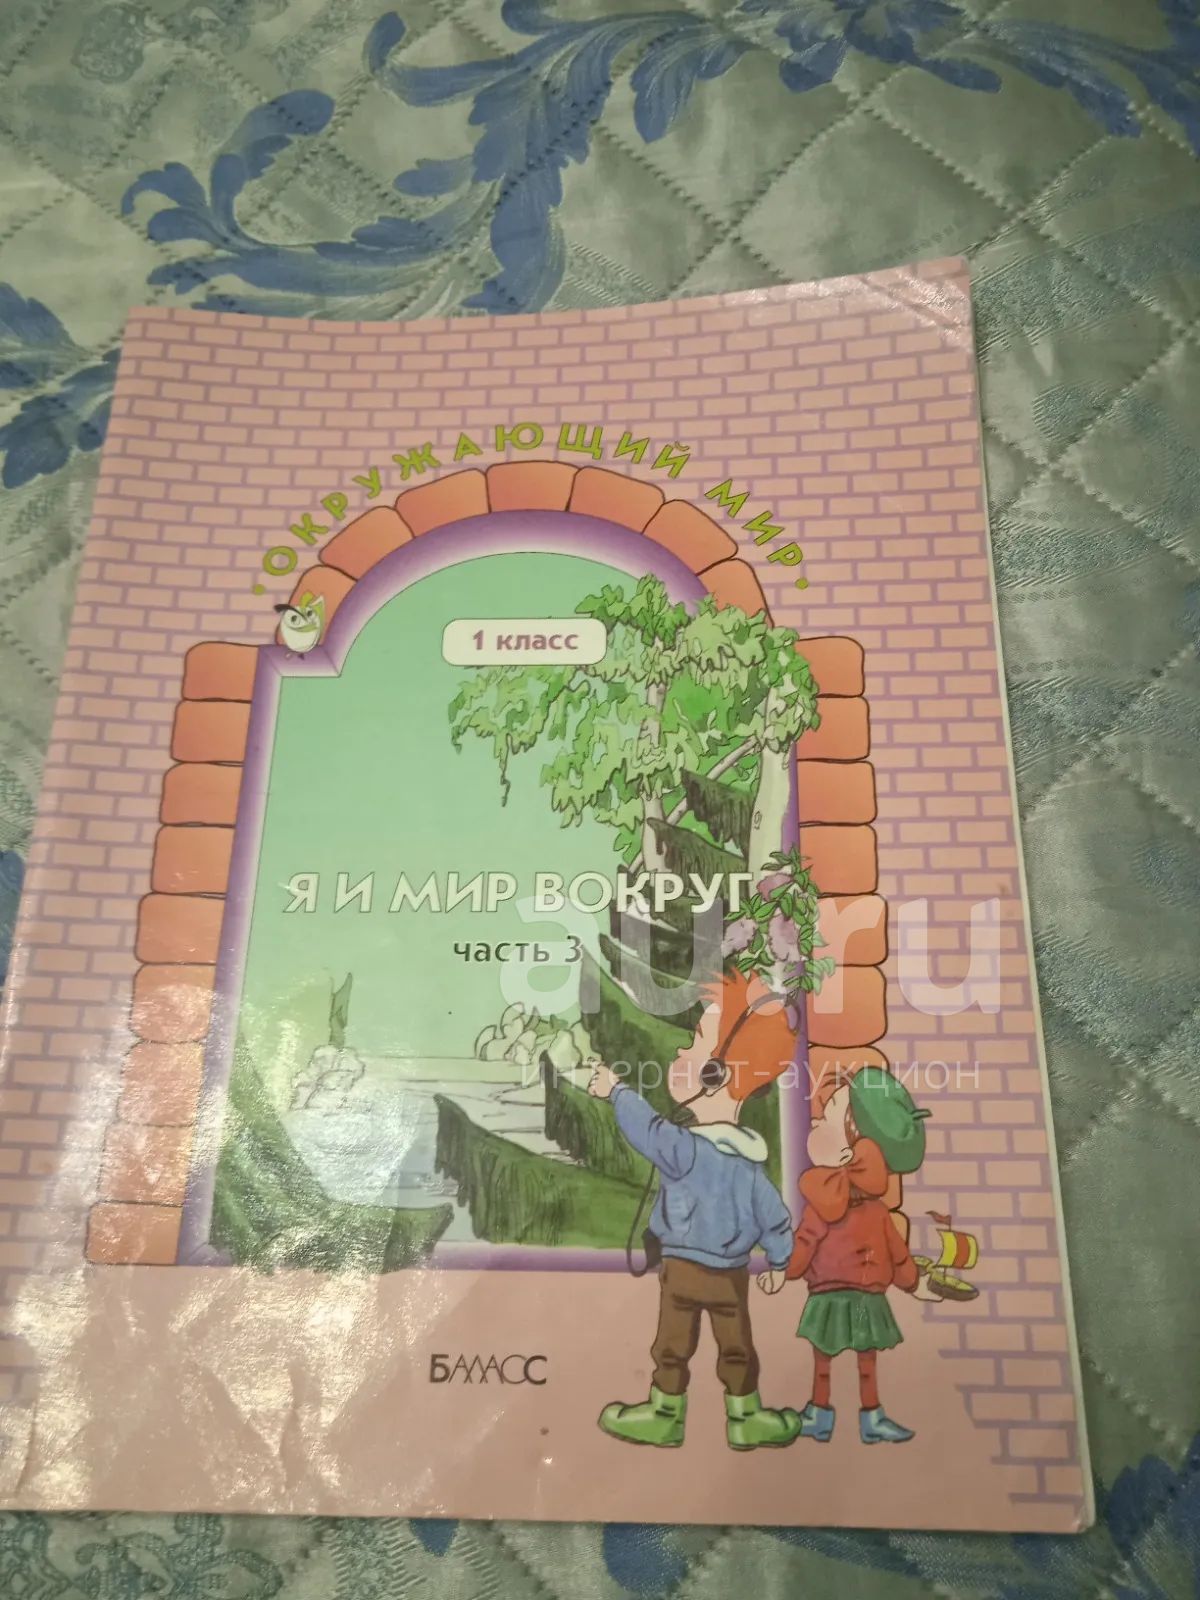 • ОКРУЖАЮЩИЙ МИР •
1 класс
Я И МИР ВОКРУГ
часть 3
au.ru
интернет-аукцион
БАЛАСС